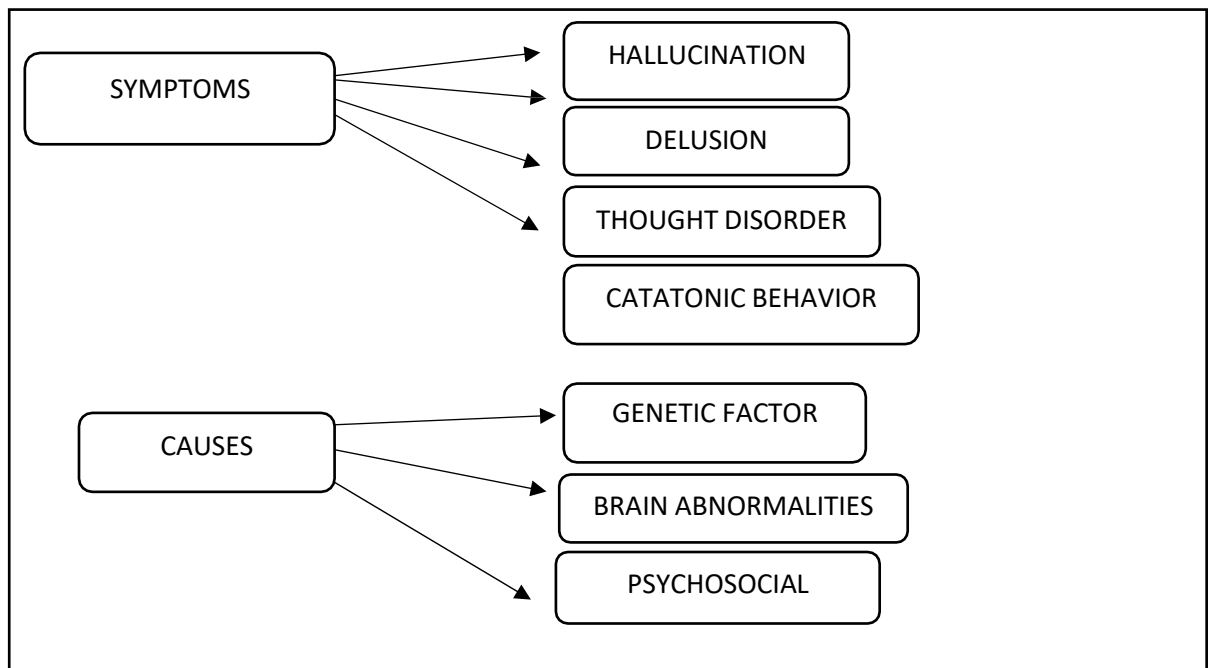 SYMPTOMS
HALLUCINATION
DELUSION
THOUGHT DISORDER
CATATONIC BEHAVIOR
CAUSES
GENETIC FACTOR
BRAIN ABNORMALITIES
PSYCHOSOCIAL